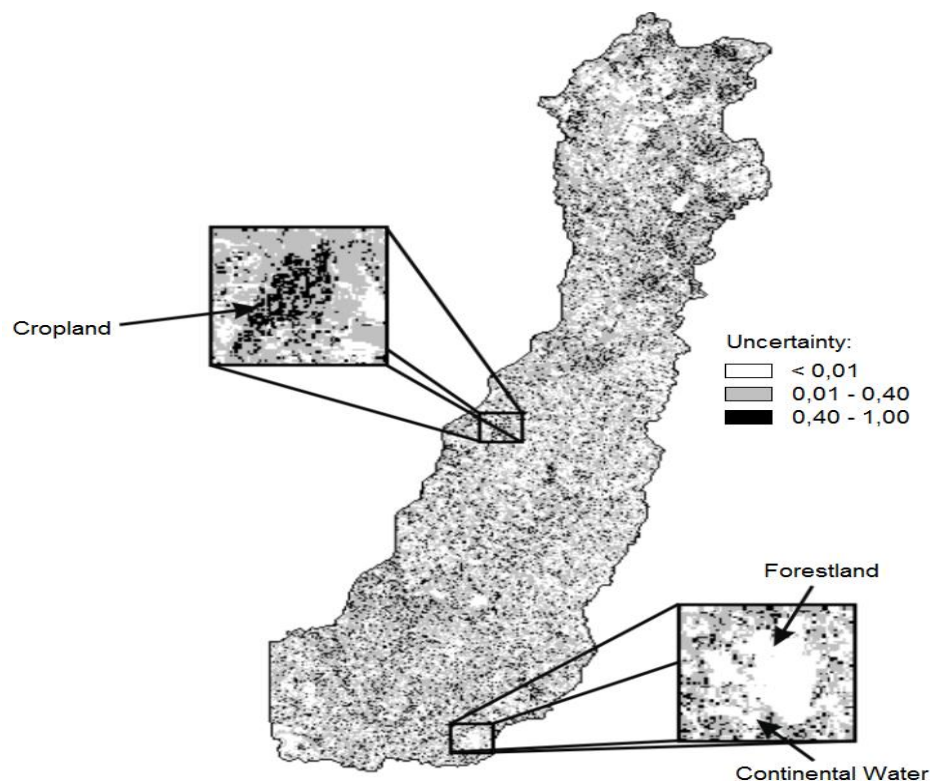 Cropland
Uncertainty:
< 0,01
0,01 - 0,40
0,40 - 1,00
Forestland
Continental Water